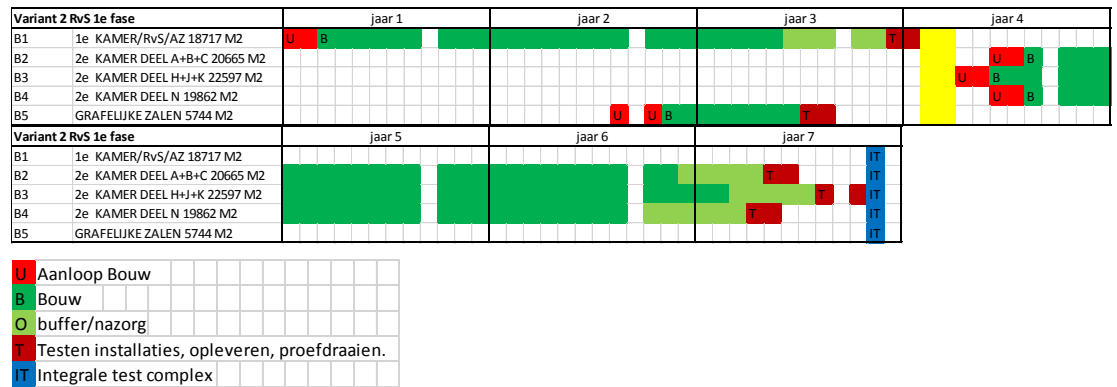 Variant 2 RvS 1e fase jaar 1 jaar 2 jaar 3 jaar 4
B1 1e KAMER/RvS/AZ 18717 M2 U B T
B2 2e KAMER DEEL A+B+C 20665 M2 U B
B3 2e KAMER DEEL H+J+K 22597 M2 U B
B4 2e KAMER DEEL N 19862 M2 U B
B5 GRAFELIJKE ZALEN 5744 M2 U U B T
Variant 2 RvS 1e fase jaar 5 jaar 6 jaar 7
B1 1e KAMER/RvS/AZ 18717 M2 IT
B2 2e KAMER DEEL A+B+C 20665 M2 T IT
B3 2e KAMER DEEL H+J+K 22597 M2 T IT
B4 2e KAMER DEEL N 19862 M2 T IT
B5 GRAFELIJKE ZALEN 5744 M2 IT
U Aanloop Bouw
B Bouw
O buffer/nazorg
T Testen installaties, opleveren, proefdraaien.
IT Integrale test complex